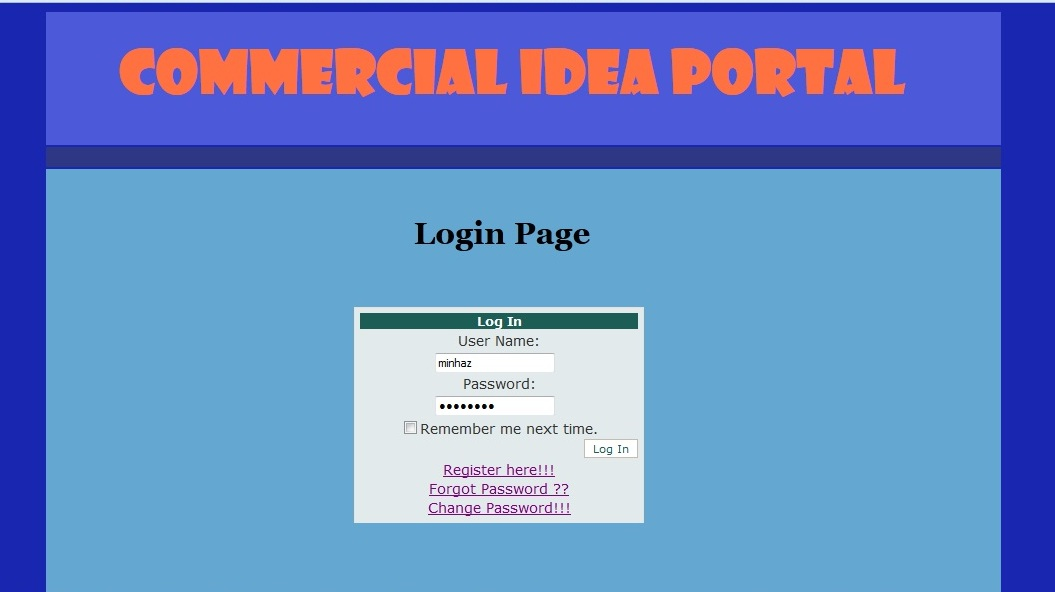 COMMERCIAL IDEA PORTAL
Login Page
Log In
User Name:
minhaz
Password:
••••••••
Remember me next time.
Log In
Register here!!!
Forgot Password ??
Change Password!!!